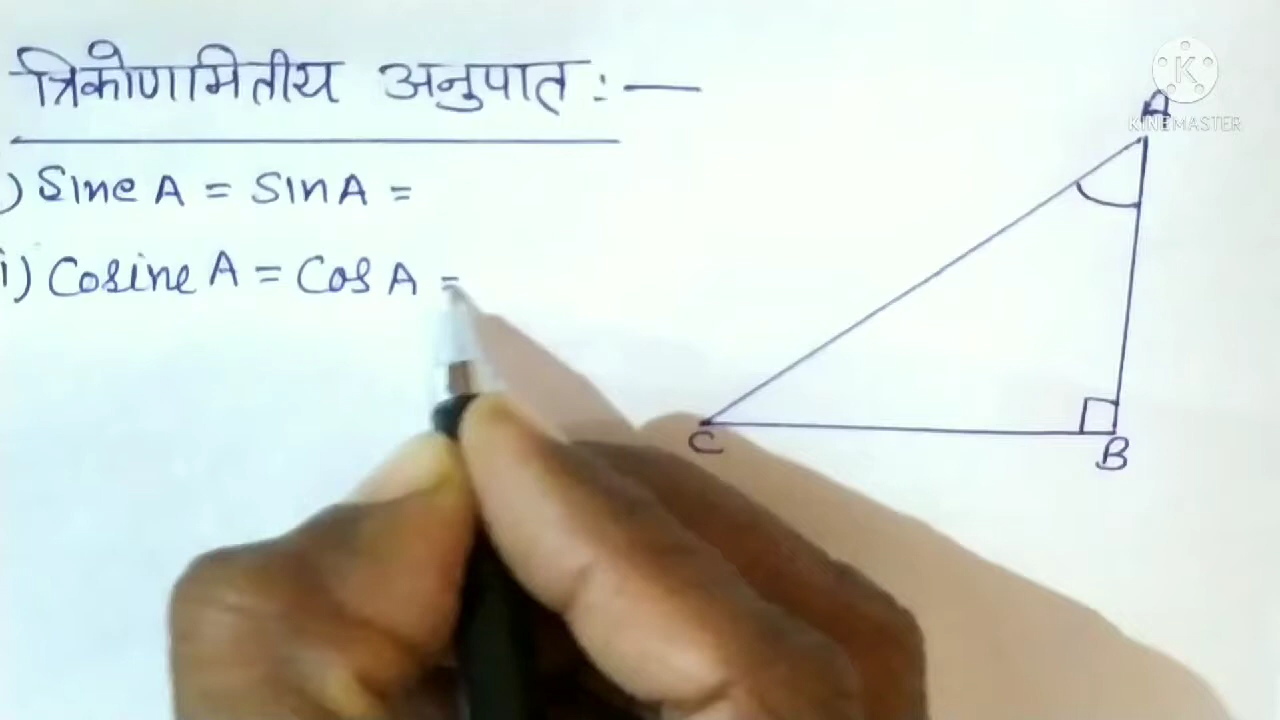 त्रिकोणमितीय अनुपात :—
) Sine A = Sin A =
i) Cosine A = Cos A =
A
KINEMASTER
C
B